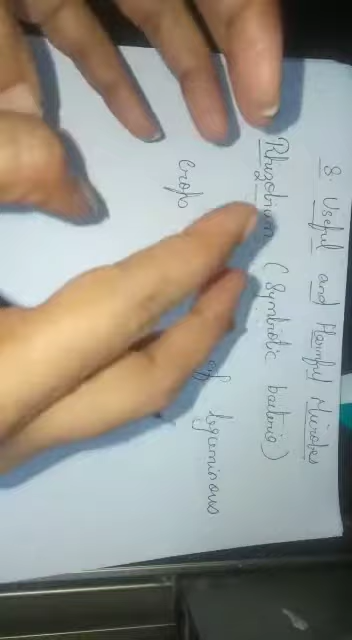 8. Useful and Harmful Microbes
Rhizobium (Symbiotic bacteria)
Crops of leguminous